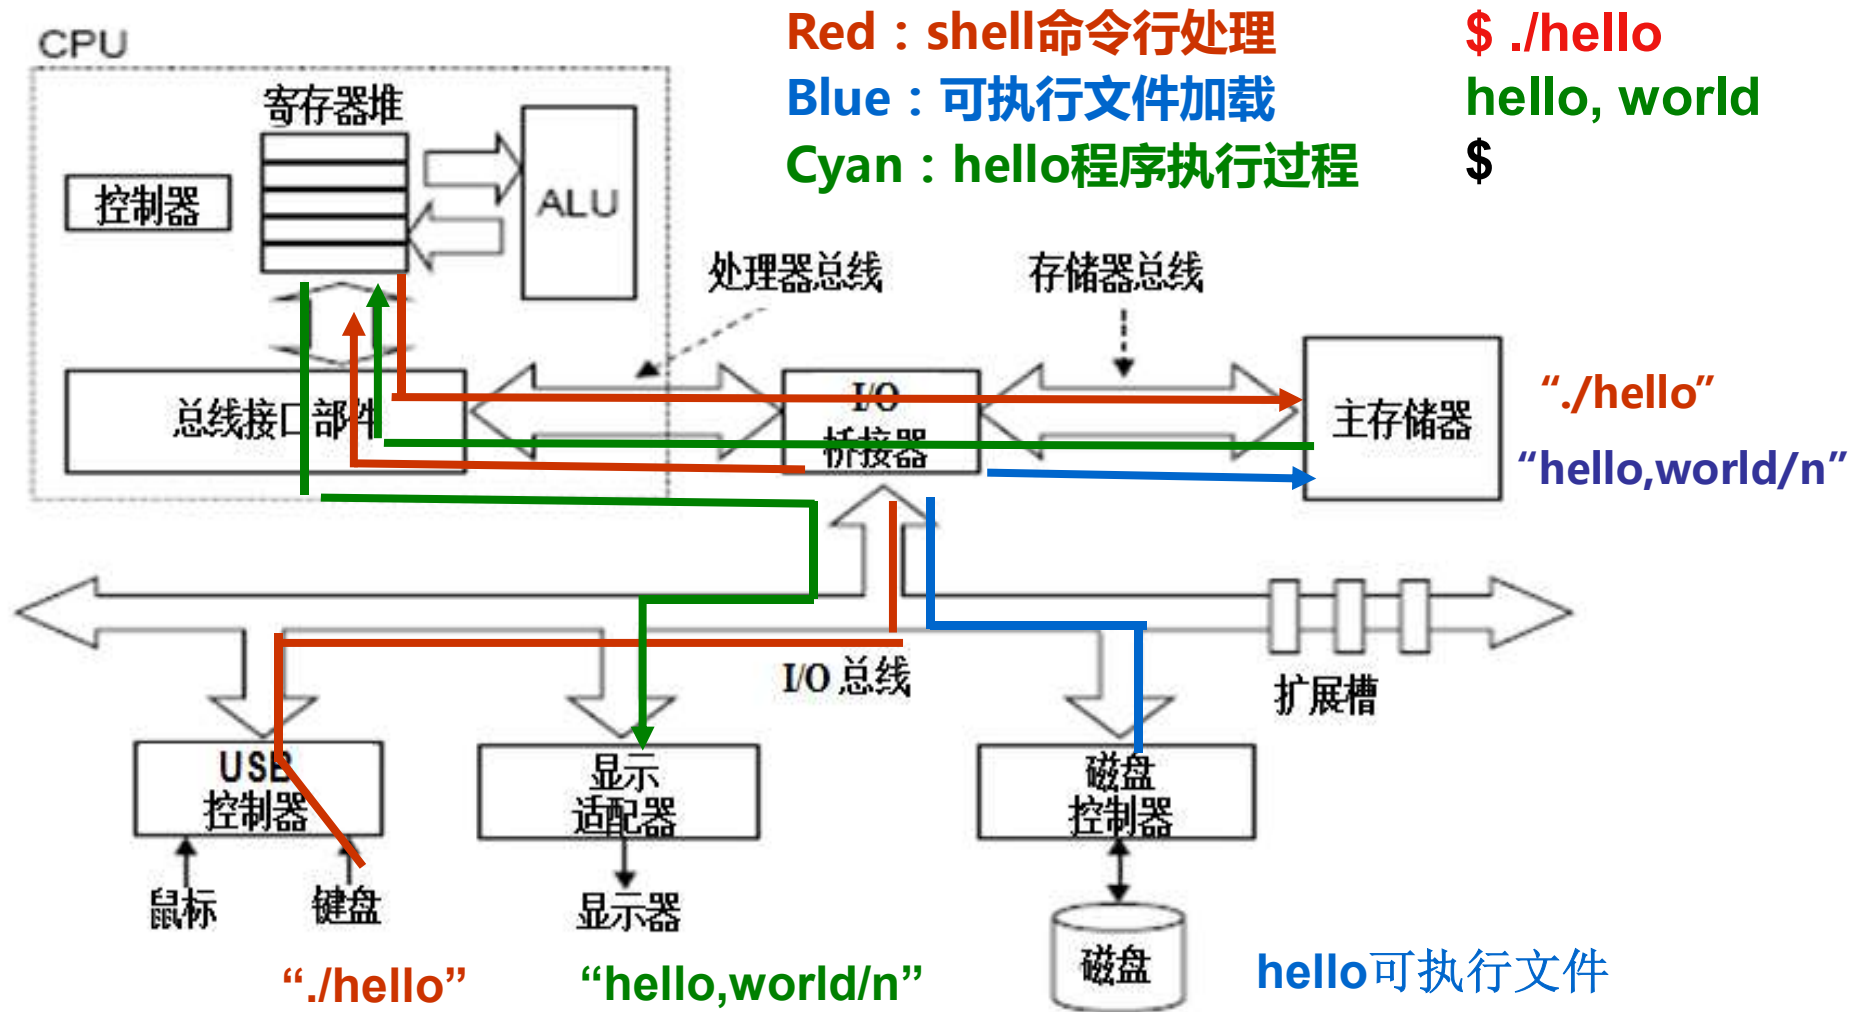 CPU
Red：shell命令行处理
$ ./hello
Blue：可执行文件加载
hello, world
Cyan：hello程序执行过程
$
寄存器堆
控制器
ALU
处理器总线
存储器总线
总线接口部件
I/O
桥接器
主存储器
“./hello”
“hello,world/n”
I/O 总线
扩展槽
USB
控制器
显示
适配器
磁盘
控制器
鼠标
键盘
显示器
磁盘
“./hello”
“hello,world/n”
hello可执行文件